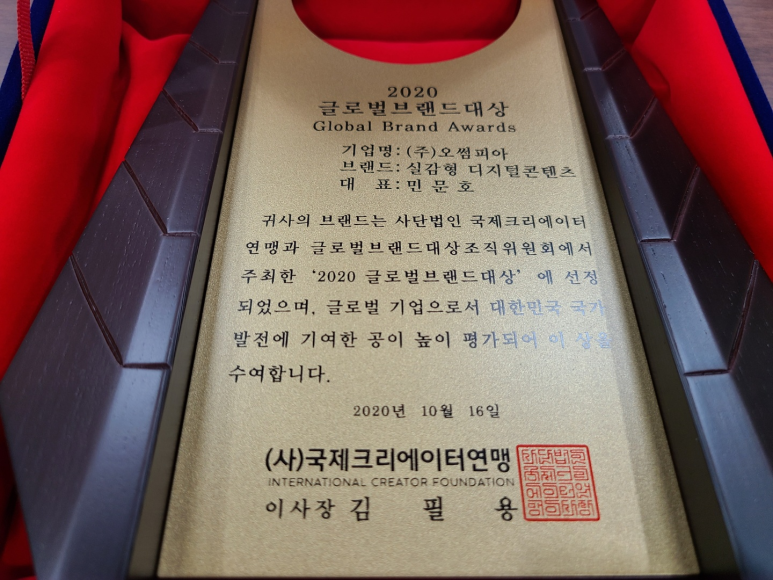 2020
글로벌브랜드대상
Global Brand Awards
기업명: (주)오썸피아
브랜드: 실감형 디지털콘텐츠
대 표: 민문호
귀사의 브랜드는 사단법인 국제크리에이터
연맹과 글로벌브랜드대상조직위원회에서
주최한 ‘2020 글로벌브랜드대상’ 에 선정
되었으며, 글로벌 기업으로서 대한민국 국가
발전에 기여한 공이 높이 평가되어 이 상을
수여합니다.
2020년 10월 16일
(사)국제크리에이터연맹
INTERNATIONAL CREATOR FOUNDATION
이사장 김 필 용